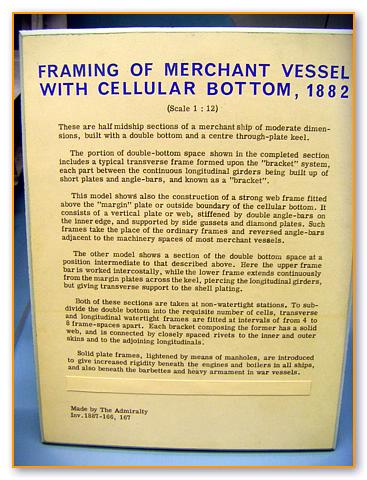 FRAMING OF MERCHANT VESSEL
WITH CELLULAR BOTTOM, 1882
(Scale 1 : 12)
These are half midship sections of a merchant ship of moderate dimen-
sions, built with a double bottom and a centre through-plate keel.
The portion of double-bottom space shown in the completed section
includes a typical transverse frame formed upon the "bracket" system,
each part between the continuous longitudinal girders being built up of
short plates and angle-bars, and known as a "bracket".
This model shows also the construction of a strong web frame fitted
above the "margin" plate or outside boundary of the cellular bottom. It
consists of a vertical plate or web, stiffened by double angle-bars on
the inner edge, and supported by side gussets and diamond plates. Such
frames take the place of the ordinary frames and reversed angle-bars
adjacent to the machinery spaces of most merchant vessels.
The other model shows a section of the double bottom space at a
position intermediate to that described above. Here the upper frame
bar is worked intercostally, while the lower frame extends continuously
from the margin plates across the keel, piercing the longitudinal girders,
but giving transverse support to the shell plating.
Both of these sections are taken at non-watertight stations. To sub-
divide the double bottom into the requisite number of cells, transverse
and longitudinal watertight frames are fitted at intervals of from 4 to
8 frame-spaces apart. Each bracket composing the former has a solid
web, and is connected by closely spaced rivets to the inner and outer
skins and to the adjoining longitudinals.
Solid plate frames, lightened by means of manholes, are introduced
to give increased rigidity beneath the engines and boilers in all ships,
and also beneath the barbettes and heavy armament in war vessels.
Made by The Admiralty
Inv.1887-166, 167